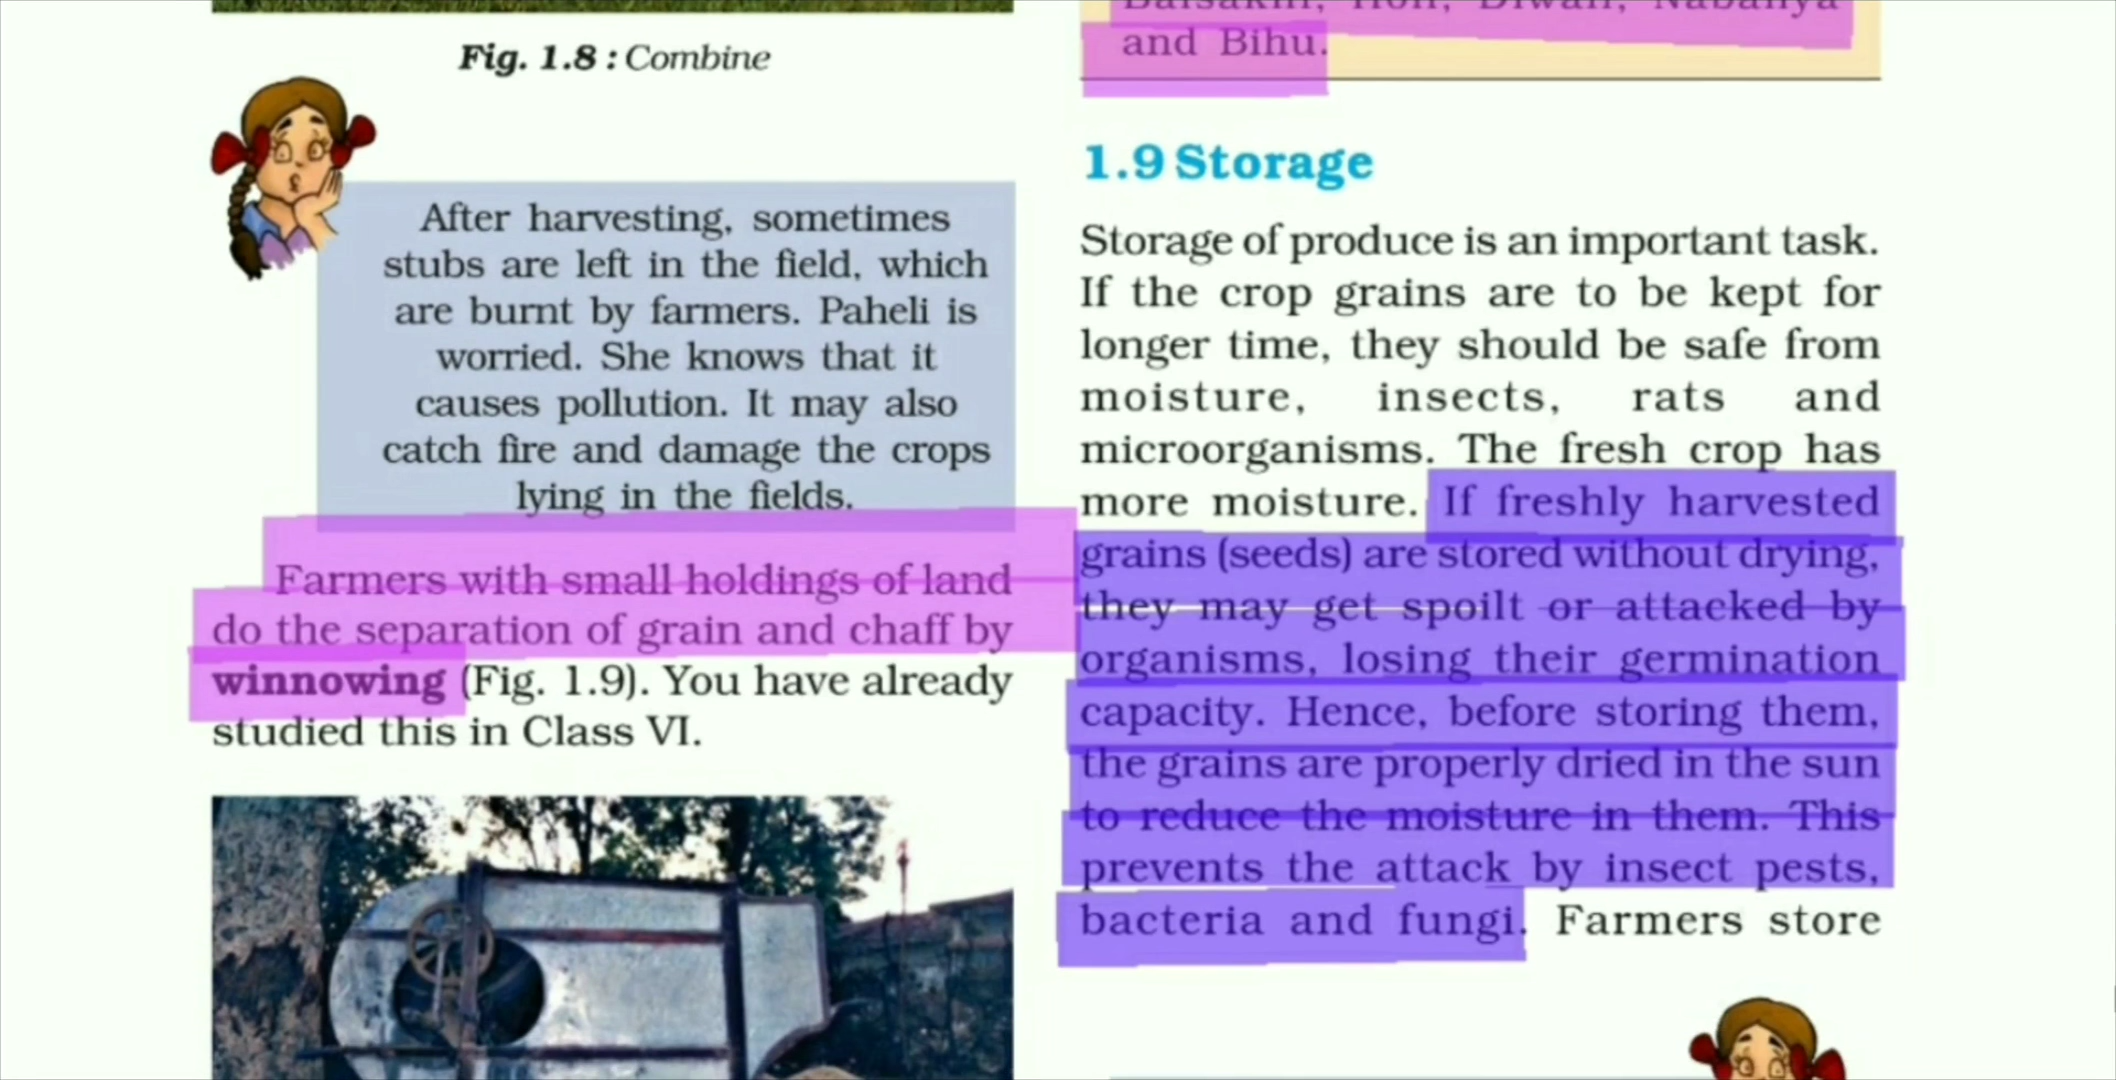 Fig. 1.8 : Combine
After harvesting, sometimes
stubs are left in the field, which
are burnt by farmers. Paheli is
worried. She knows that it
causes pollution. It may also
catch fire and damage the crops
lying in the fields.
Farmers with small holdings of land
do the separation of grain and chaff by
winnowing (Fig. 1.9). You have already
studied this in Class VI.
Baisakhi, Holi, Diwali, Nabanya
and Bihu.
1.9 Storage
Storage of produce is an important task.
If the crop grains are to be kept for
longer time, they should be safe from
moisture, insects, rats and
microorganisms. The fresh crop has
more moisture. If freshly harvested
grains (seeds) are stored without drying,
they may get spoilt or attacked by
organisms, losing their germination
capacity. Hence, before storing them,
the grains are properly dried in the sun
to reduce the moisture in them. This
prevents the attack by insect pests,
bacteria and fungi. Farmers store